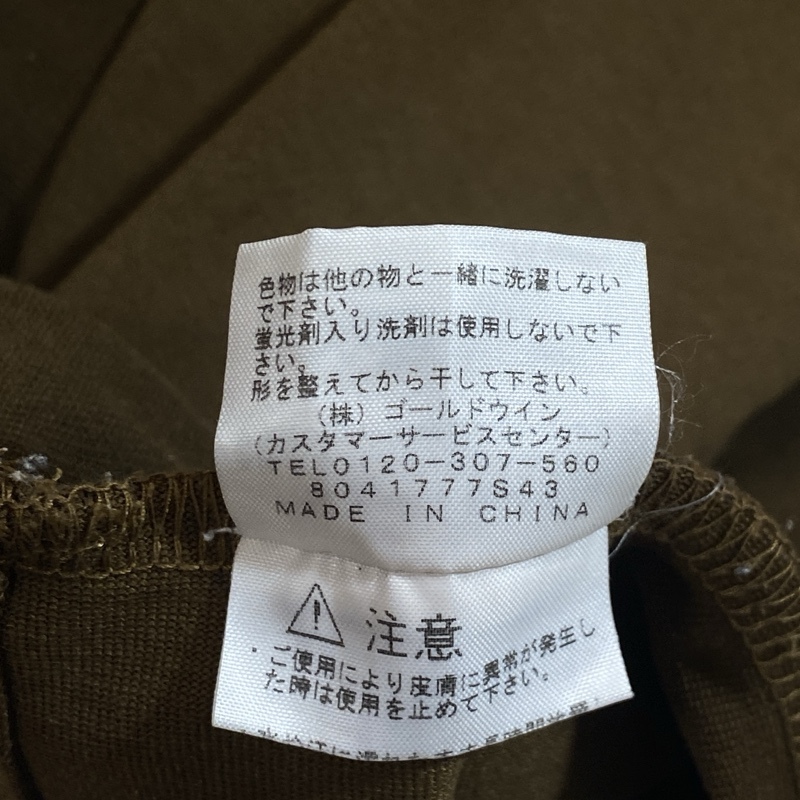 色物は他の物と一緒に洗濯しない
で下さい。
蛍光剤入り洗剤は使用しないで下
さい。
形を整えてから干して下さい。
（株）ゴールドウイン
（カスタマーサービスセンター）
TEL0120-307-560
8041777S43
MADE IN CHINA
注意
・ご使用により皮膚に異常が発生し
た時は使用を止めて下さい。